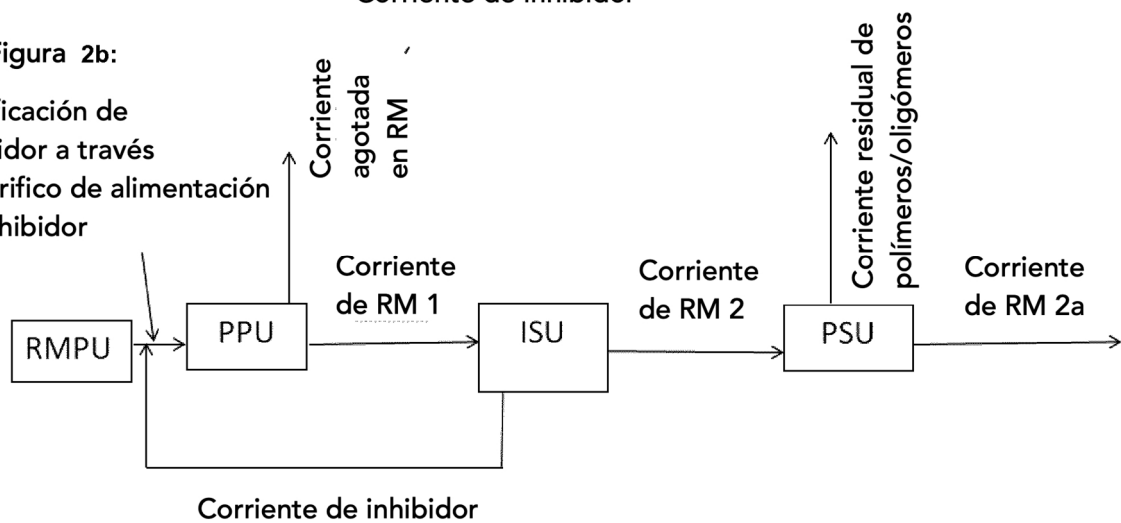 Corriente de inhibidor
Figura 2b:
icación de
idor a través
rifico de alimentación
hibidor
Corriente
agotada
en RM
Corriente residual de
polímeros/oligómeros
Corriente
de RM 1
Corriente
de RM 2
Corriente
de RM 2a
RMPU
PPU
ISU
PSU
Corriente de inhibidor